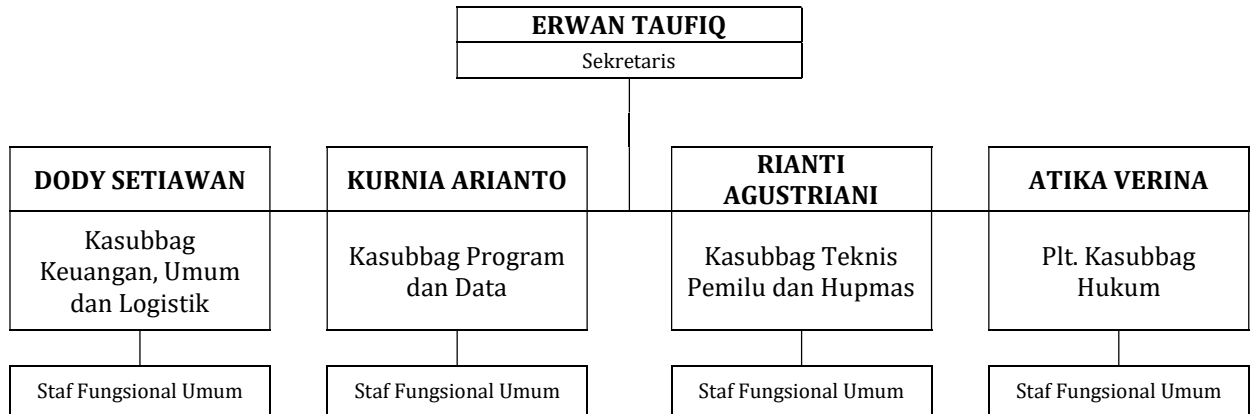 ERWAN TAUFIQ
Sekretaris
DODY SETIAWAN
Kasubbag
Keuangan, Umum
dan Logistik
Staf Fungsional Umum
KURNIA ARIANTO
Kasubbag Program
dan Data
Staf Fungsional Umum
RIANTI
AGUSTRIANI
Kasubbag Teknis
Pemilu dan Hupmas
Staf Fungsional Umum
ATIKA VERINA
Plt. Kasubbag
Hukum
Staf Fungsional Umum